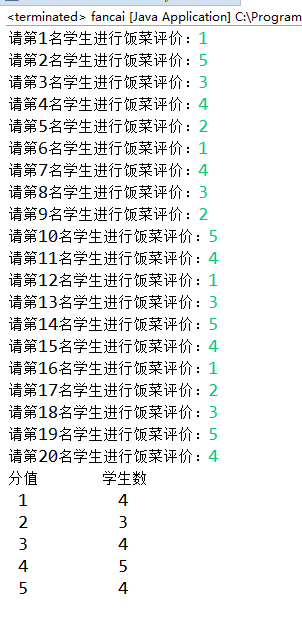 <terminated> fancai [Java Application] C:\Program
请第1名学生进行饭菜评价：1
请第2名学生进行饭菜评价：5
请第3名学生进行饭菜评价：3
请第4名学生进行饭菜评价：4
请第5名学生进行饭菜评价：2
请第6名学生进行饭菜评价：1
请第7名学生进行饭菜评价：4
请第8名学生进行饭菜评价：3
请第9名学生进行饭菜评价：2
请第10名学生进行饭菜评价：5
请第11名学生进行饭菜评价：4
请第12名学生进行饭菜评价：1
请第13名学生进行饭菜评价：3
请第14名学生进行饭菜评价：5
请第15名学生进行饭菜评价：4
请第16名学生进行饭菜评价：1
请第17名学生进行饭菜评价：2
请第18名学生进行饭菜评价：3
请第19名学生进行饭菜评价：5
请第20名学生进行饭菜评价：4
分值 学生数
1 4
2 3
3 4
4 5
5 4